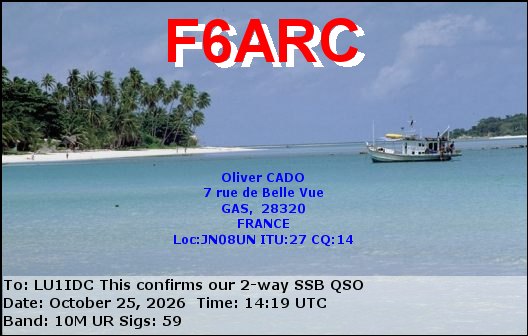 F6ARC
Oliver CADO
7 rue de Belle Vue
GAS, 28320
FRANCE
Loc:JN08UN ITU:27 CQ:14
To: LU1IDC This confirms our 2-way SSB QSO
Date: October 25, 2026 Time: 14:19 UTC
Band: 10M UR Sigs: 59